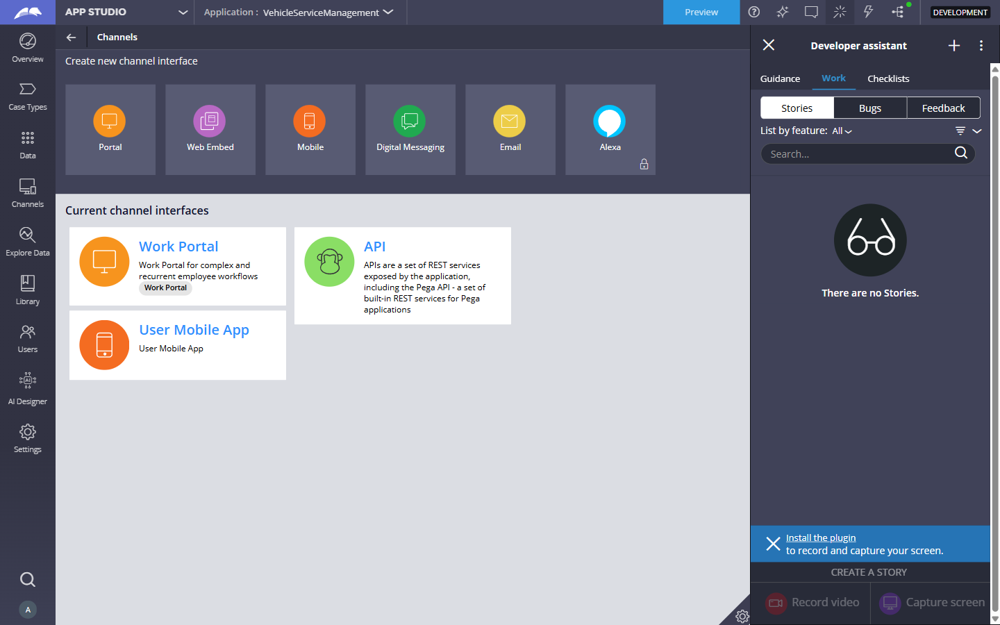 APP STUDIO
Application : VehicleServiceManagement
Preview
DEVELOPMENT
Overview
Case Types
Data
Channels
Explore Data
Library
Users
AI
AI Designer
Settings
A
Channels
Create new channel interface
Portal
Web Embed
Mobile
Digital Messaging
Email
Alexa
Current channel interfaces
Work Portal
Work Portal for complex and
recurrent employee workflows
Work Portal
API
APIs are a set of REST services
exposed by the application,
including the Pega API - a set of
built-in REST services for Pega
applications
User Mobile App
User Mobile App
Developer assistant
Guidance Work Checklists
Stories Bugs Feedback
List by feature: All
Search...
There are no Stories.
Install the plugin
to record and capture your screen.
CREATE A STORY
Record video Capture screen